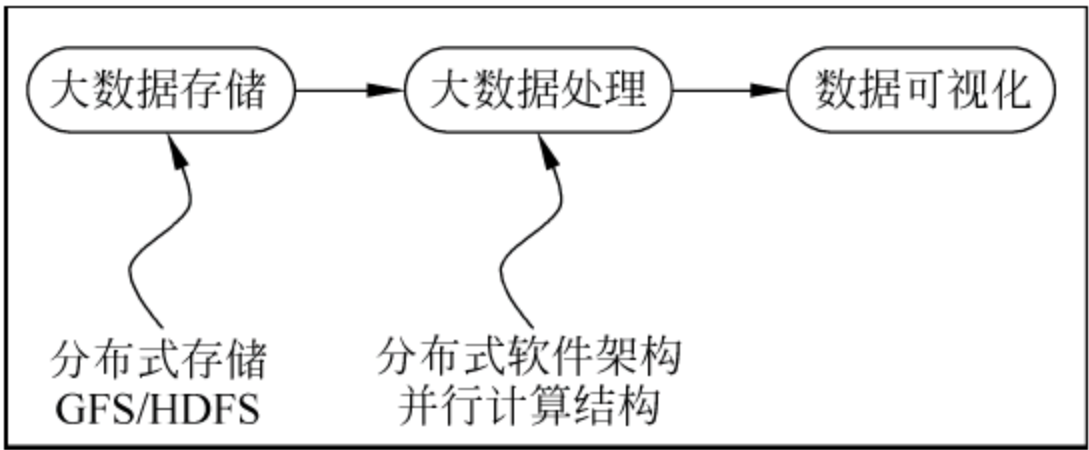 大数据存储
大数据处理
数据可视化
分布式存储
GFS/HDFS
分布式软件架构
并行计算结构